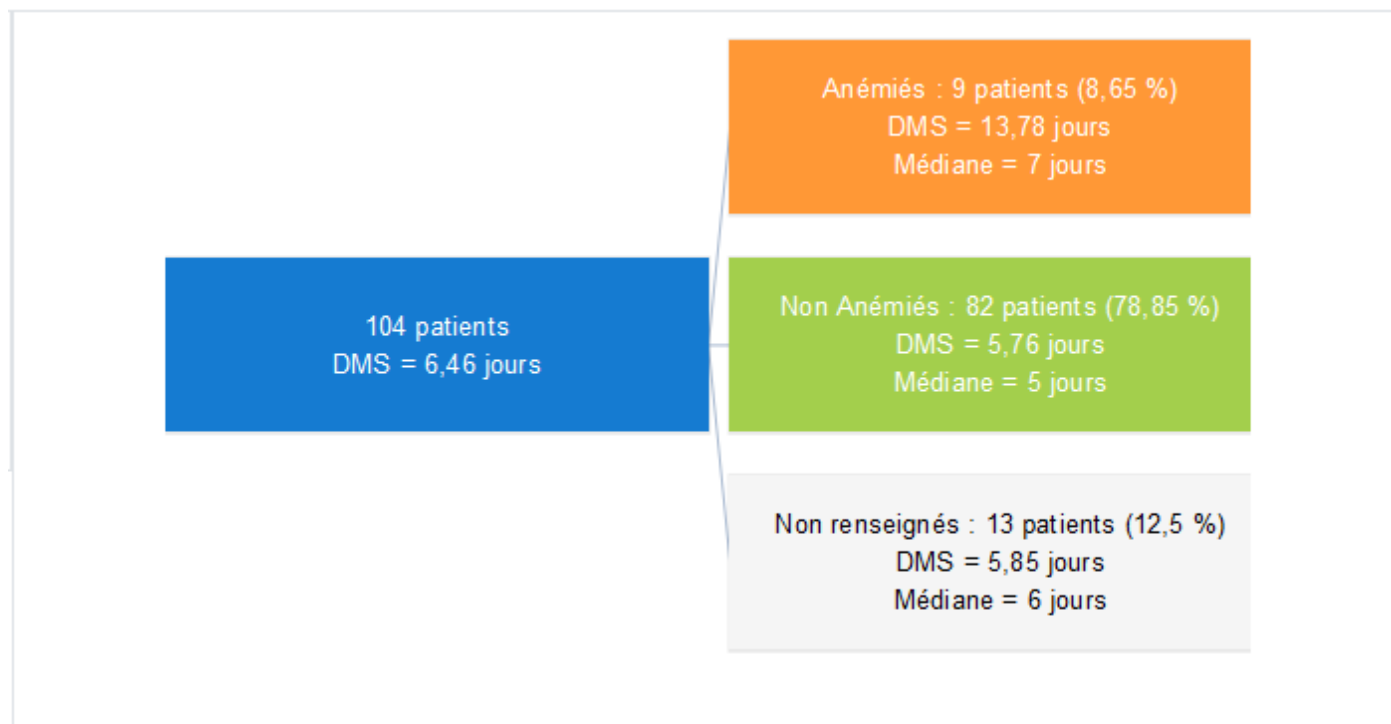 104 patients
DMS = 6,46 jours
Anémiés : 9 patients (8,65 %)
DMS = 13,78 jours
Médiane = 7 jours
Non Anémiés : 82 patients (78,85 %)
DMS = 5,76 jours
Médiane = 5 jours
Non renseignés : 13 patients (12,5 %)
DMS = 5,85 jours
Médiane = 6 jours